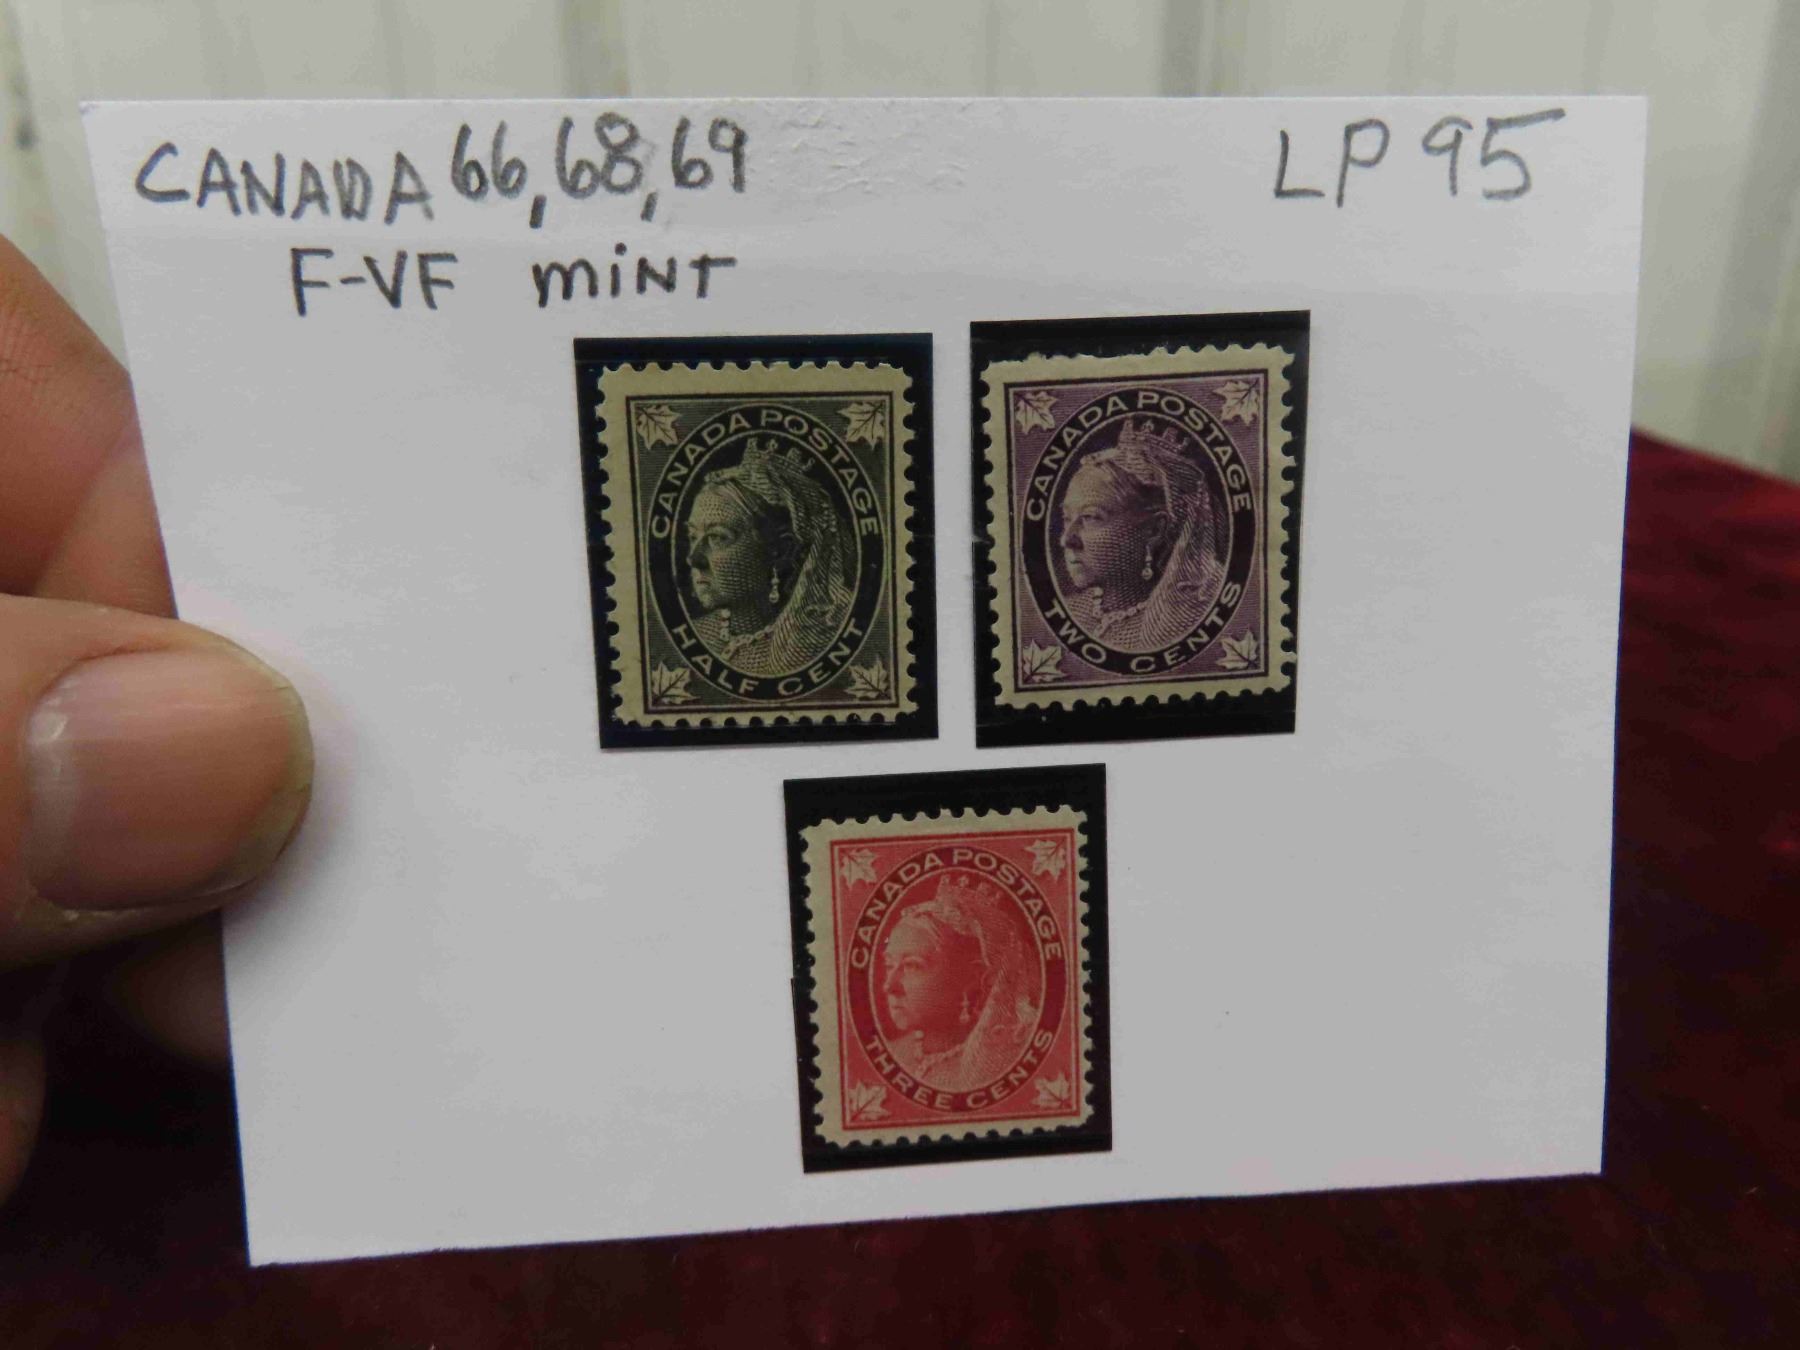 CANADA 66, 68, 69
LP 95
F-VF MINT
CANADA POSTAGE
HALF CENT
CANADA POSTAGE
TWO CENTS
CANADA POSTAGE
THREE CENTS